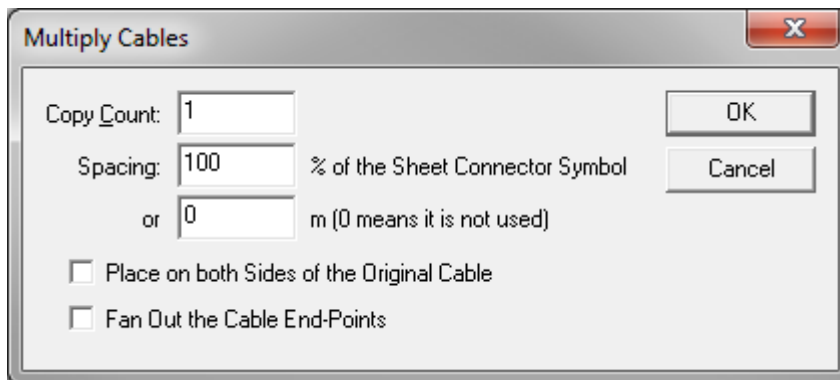 Multiply Cables
Copy Count: 1
OK
Spacing: 100 % of the Sheet Connector Symbol
Cancel
or 0 m (0 means it is not used)
Place on both Sides of the Original Cable
Fan Out the Cable End-Points